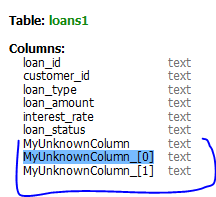 Table: loans1
Columns:
loan_id text
customer_id text
loan_type text
loan_amount text
interest_rate text
loan_status text
MyUnknownColumn text
MyUnknownColumn_[0] text
MyUnknownColumn_[1] text